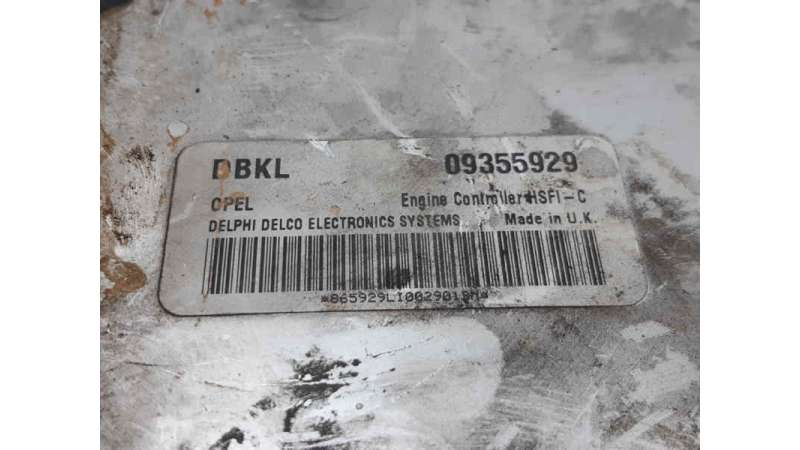 DBKL 09355929
OPEL Engine Controller HSFI-C
DELPHI DELCO ELECTRONICS SYSTEMS Made in U.K.